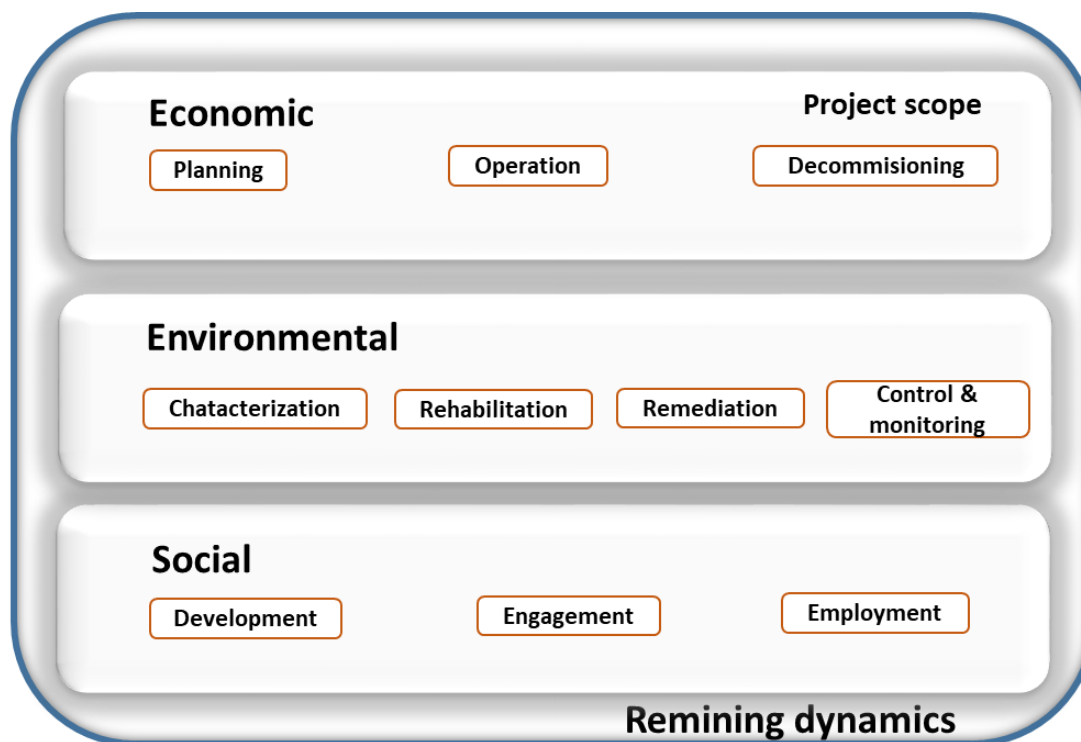 Economic
Project scope
Planning
Operation
Decommisioning
Environmental
Chatacterization
Rehabilitation
Remediation
Control &
monitoring
Social
Development
Engagement
Employment
Remining dynamics